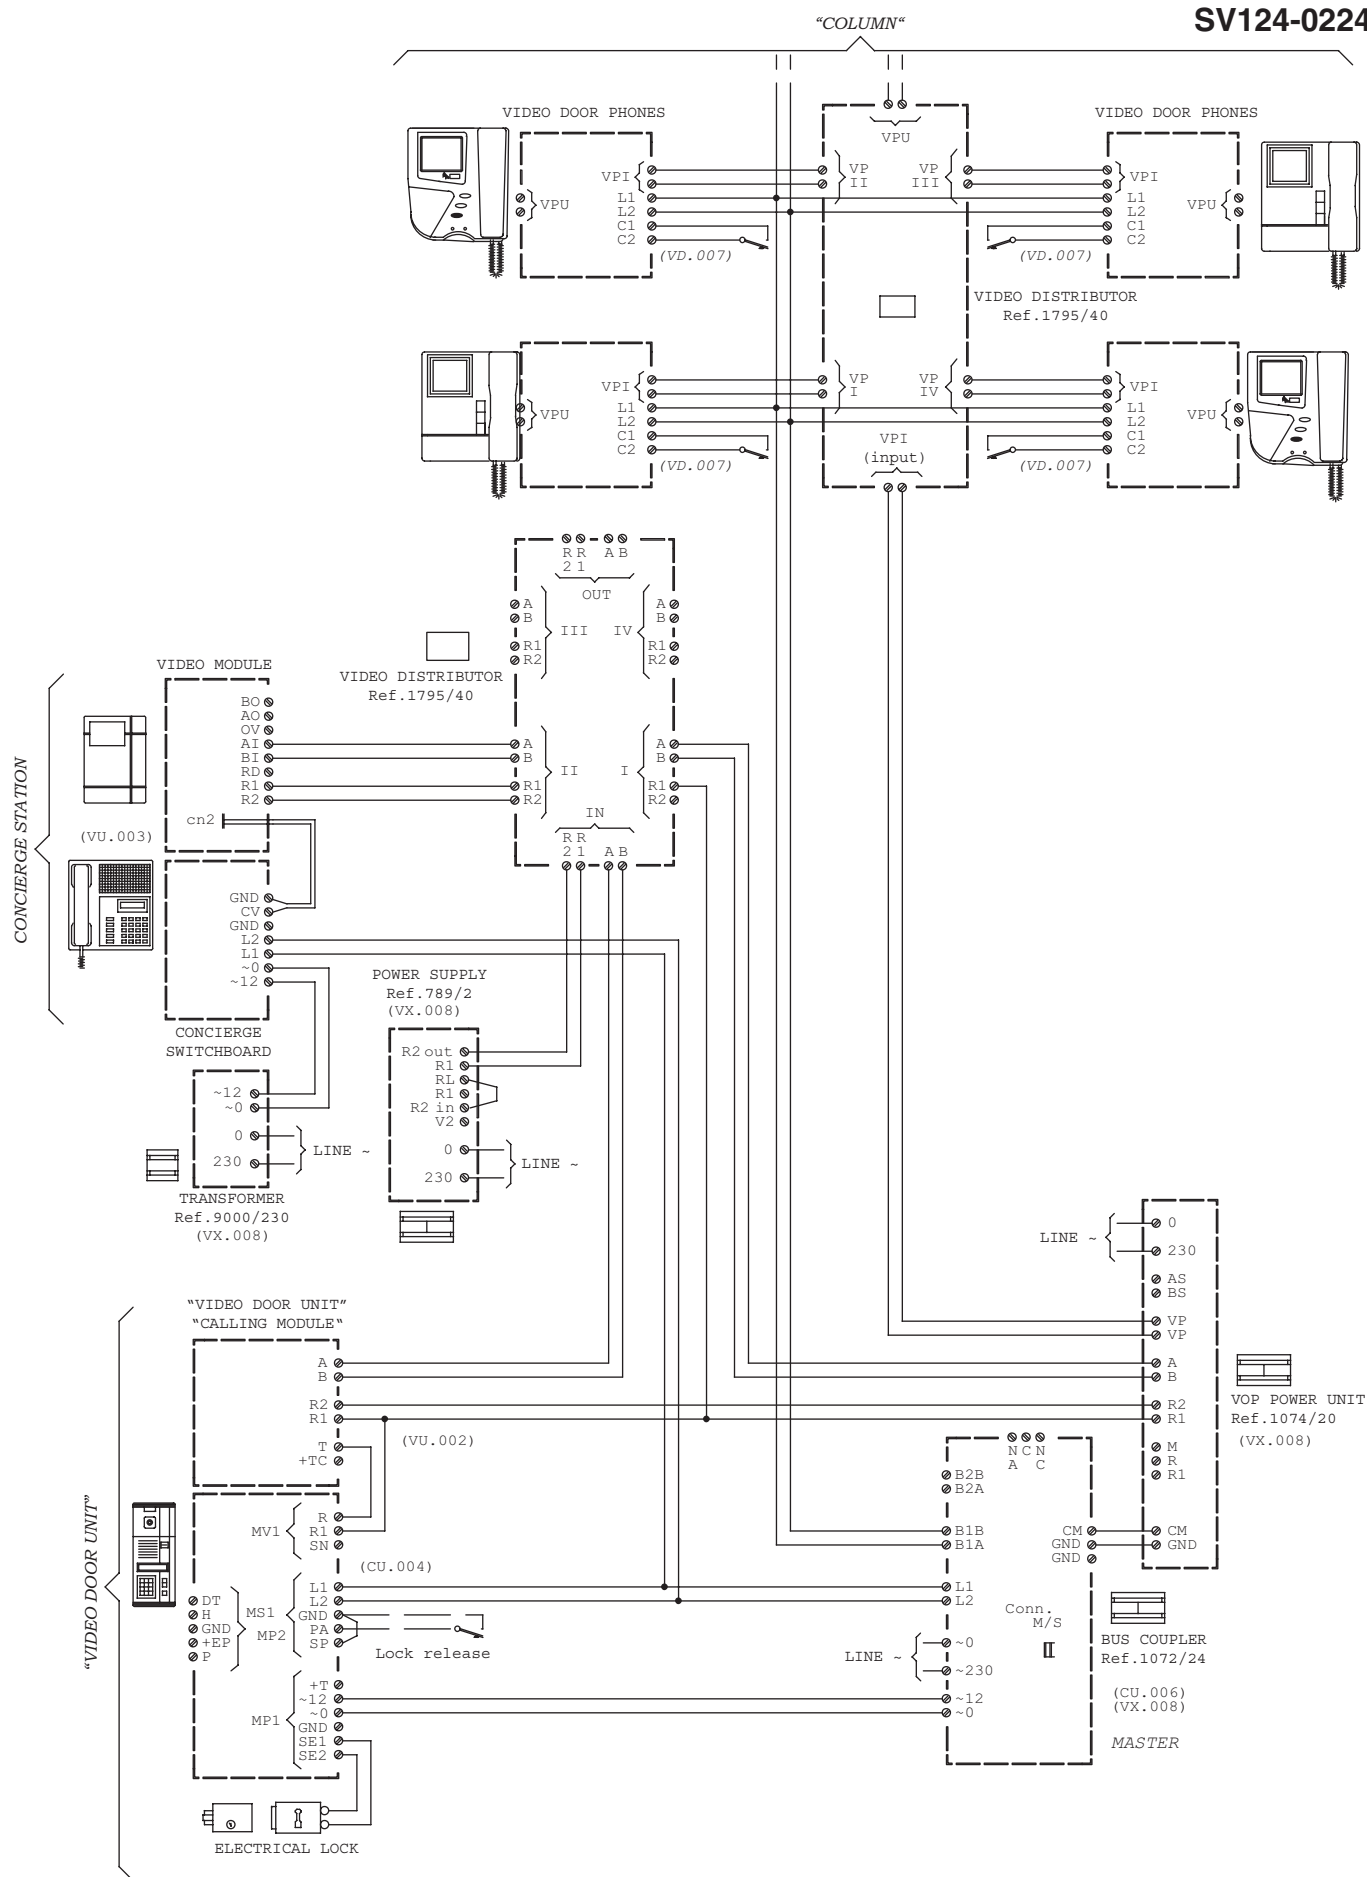 SV124-0224
“COLUMN“
VIDEO DOOR PHONES
VIDEO DOOR PHONES
VPU
VPI
VPU
L1
L2
C1
C2
(VD.007)
VP
II
VP
III
VPI
VPU
L1
L2
C1
C2
(VD.007)
VIDEO DISTRIBUTOR
Ref.1795/40
VPI
VPU
L1
L2
C1
C2
(VD.007)
VP
I
VP
IV
VPI
(input)
VPI
VPU
L1
L2
C1
C2
(VD.007)
R R A B
2 1
OUT
A
B
III
IV
A
B
R1
R2
R1
R2
VIDEO DISTRIBUTOR
Ref.1795/40
A
B
II
I
A
B
R1
R2
R1
R2
IN
R R
2 1 A B
CONCIERGE STATION
VIDEO MODULE
BO
AO
OV
AI
BI
RD
R1
R2
cn2
(VU.003)
GND
CV
GND
L2
L1
~0
~12
CONCIERGE
SWITCHBOARD
~12
~0
0
230
LINE ~
TRANSFORMER
Ref.9000/230
(VX.008)
POWER SUPPLY
Ref.789/2
(VX.008)
R2 out
R1
RL
R1
R2 in
V2
0
230
LINE ~
LINE ~
0
230
AS
BS
VP
VP
A
B
R2
R1
M
R
R1
CM
GND
VOP POWER UNIT
Ref.1074/20
(VX.008)
“VIDEO DOOR UNIT”
“VIDEO DOOR UNIT”
“CALLING MODULE“
A
B
R2
R1
T
+TC
(VU.002)
R
R1
SN
MV1
(CU.004)
DT
H
GND
+EP
P
MS1
MP2
L1
L2
GND
PA
SP
Lock release
+T
~12
~0
GND
SE1
SE2
MP1
ELECTRICAL LOCK
N C N
A C
B2B
B2A
B1B
B1A
CM
GND
GND
L1
L2
Conn.
M/S
LINE ~
~0
~230
~12
~0
BUS COUPLER
Ref.1072/24
(CU.006)
(VX.008)
MASTER